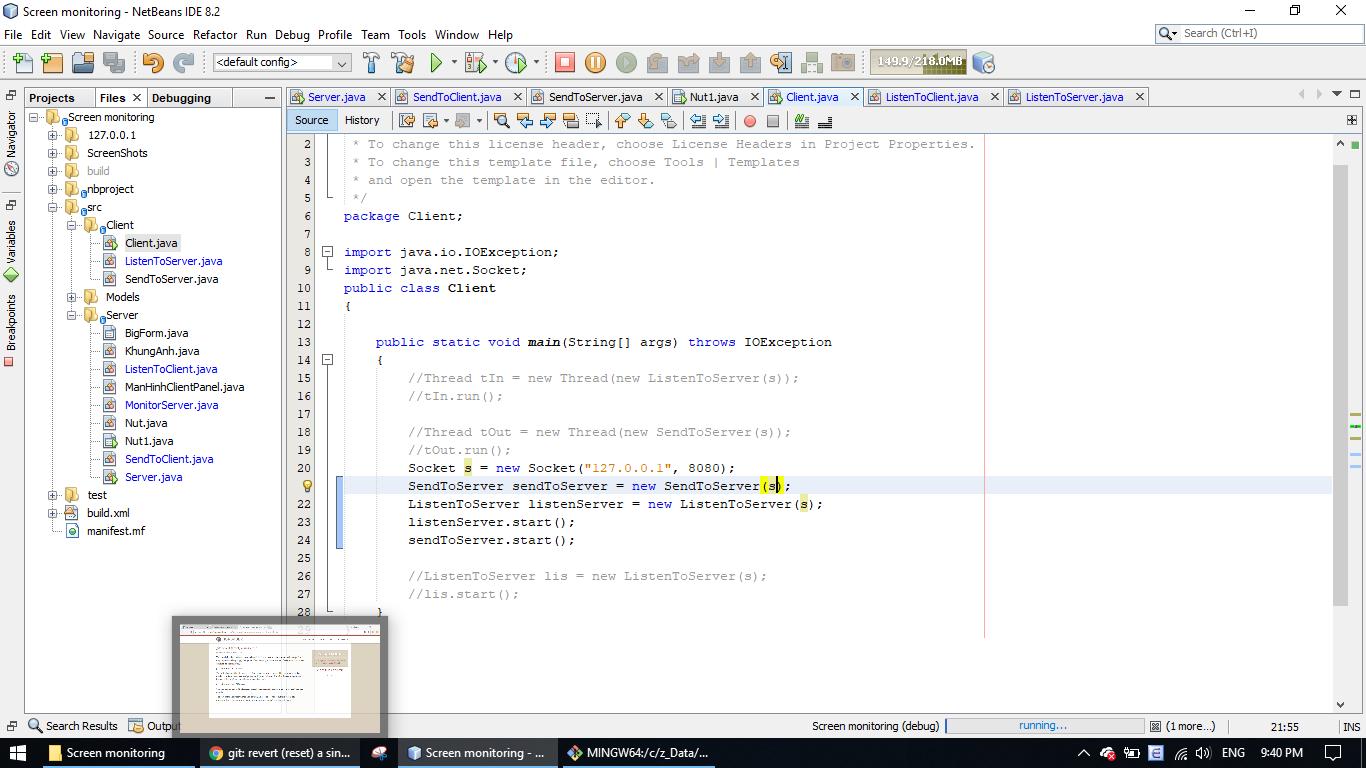 Screen monitoring - NetBeans IDE 8.2
File Edit View Navigate Source Refactor Run Debug Profile Team Tools Window Help
Search (Ctrl+I)
<default config>
149.9/218.0MB
Projects Files Debugging
Server.java SendToClient.java SendToServer.java Nut1.java Client.java ListenToClient.java ListenToServer.java
Source History
Navigator
Variables
Breakpoints
Screen monitoring
127.0.0.1
ScreenShots
build
nbproject
src
Client
Client.java
ListenToServer.java
SendToServer.java
Models
Server
BigForm.java
KhungAnh.java
ListenToClient.java
ManHinhClientPanel.java
MonitorServer.java
Nut.java
Nut1.java
SendToClient.java
Server.java
test
build.xml
manifest.mf
2 * To change this license header, choose License Headers in Project Properties.
3 * To change this template file, choose Tools | Templates
4 * and open the template in the editor.
5 */
6 package Client;
7
8 import java.io.IOException;
9 import java.net.Socket;
10 public class Client
11 {
12
13 public static void main(String[] args) throws IOException
14 {
15 //Thread tIn = new Thread(new ListenToServer(s));
16 //tIn.run();
17
18 //Thread tOut = new Thread(new SendToServer(s));
19 //tOut.run();
20 Socket s = new Socket("127.0.0.1", 8080);
SendToServer sendToServer = new SendToServer(s);
22 ListenToServer listenServer = new ListenToServer(s);
23 listenServer.start();
24 sendToServer.start();
25
26 //ListenToServer lis = new ListenToServer(s);
27 //lis.start();
28 }
Search Results Output
Screen monitoring (debug) running... (1 more...) 21:55 INS
Screen monitoring
git: revert (reset) a sin...
Screen monitoring - ...
MINGW64:/c/z_Data/...
ENG 9:40 PM